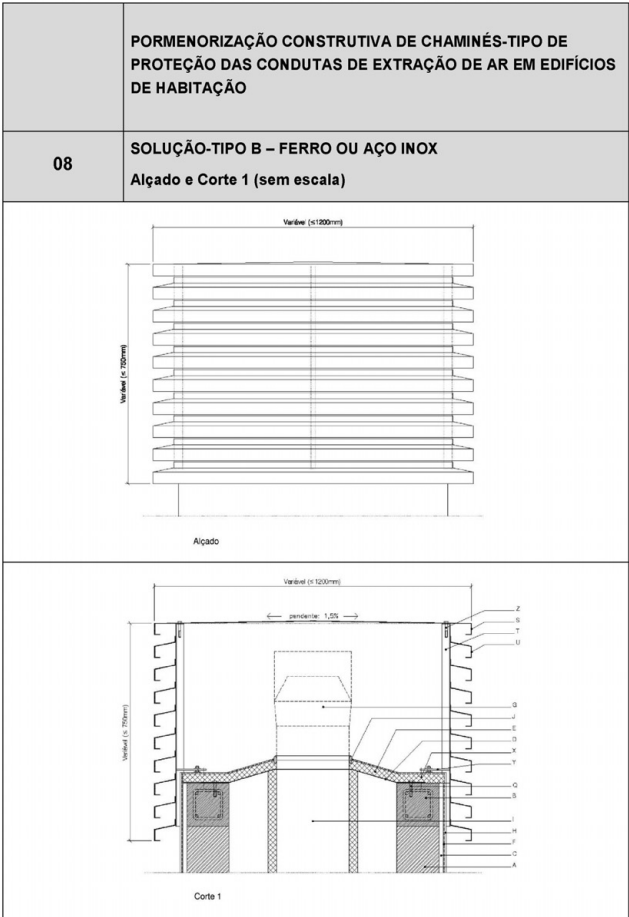 PORMENORIZAÇÃO CONSTRUTIVA DE CHAMINÉS-TIPO DE
PROTEÇÃO DAS CONDUTAS DE EXTRAÇÃO DE AR EM EDIFÍCIOS
DE HABITAÇÃO
08
SOLUÇÃO-TIPO B – FERRO OU AÇO INOX
Alçado e Corte 1 (sem escala)
Variável (≤1200mm)
Variável (≤ 750mm)
Alçado
Variável (≤1200mm)
pendente: 1,5%
Variável (≤ 750mm)
Z
S
T
U
G
J
E
D
X
Y
Q
B
I
H
F
C
A
Corte 1